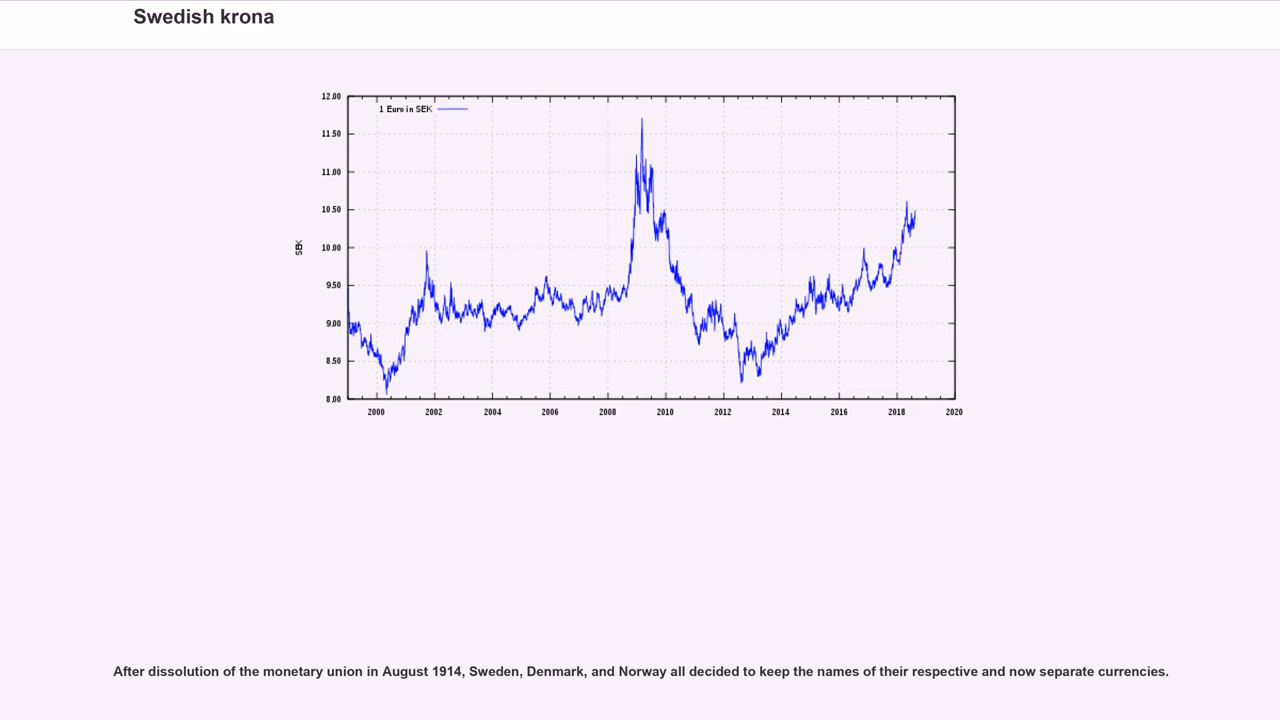 Swedish krona
12.00
1 Euro in SEK
11.50
11.00
10.50
10.00
SEK
9.50
9.00
8.50
8.00
2000 2002 2004 2006 2008 2010 2012 2014 2016 2018 2020
After dissolution of the monetary union in August 1914, Sweden, Denmark, and Norway all decided to keep the names of their respective and now separate currencies.